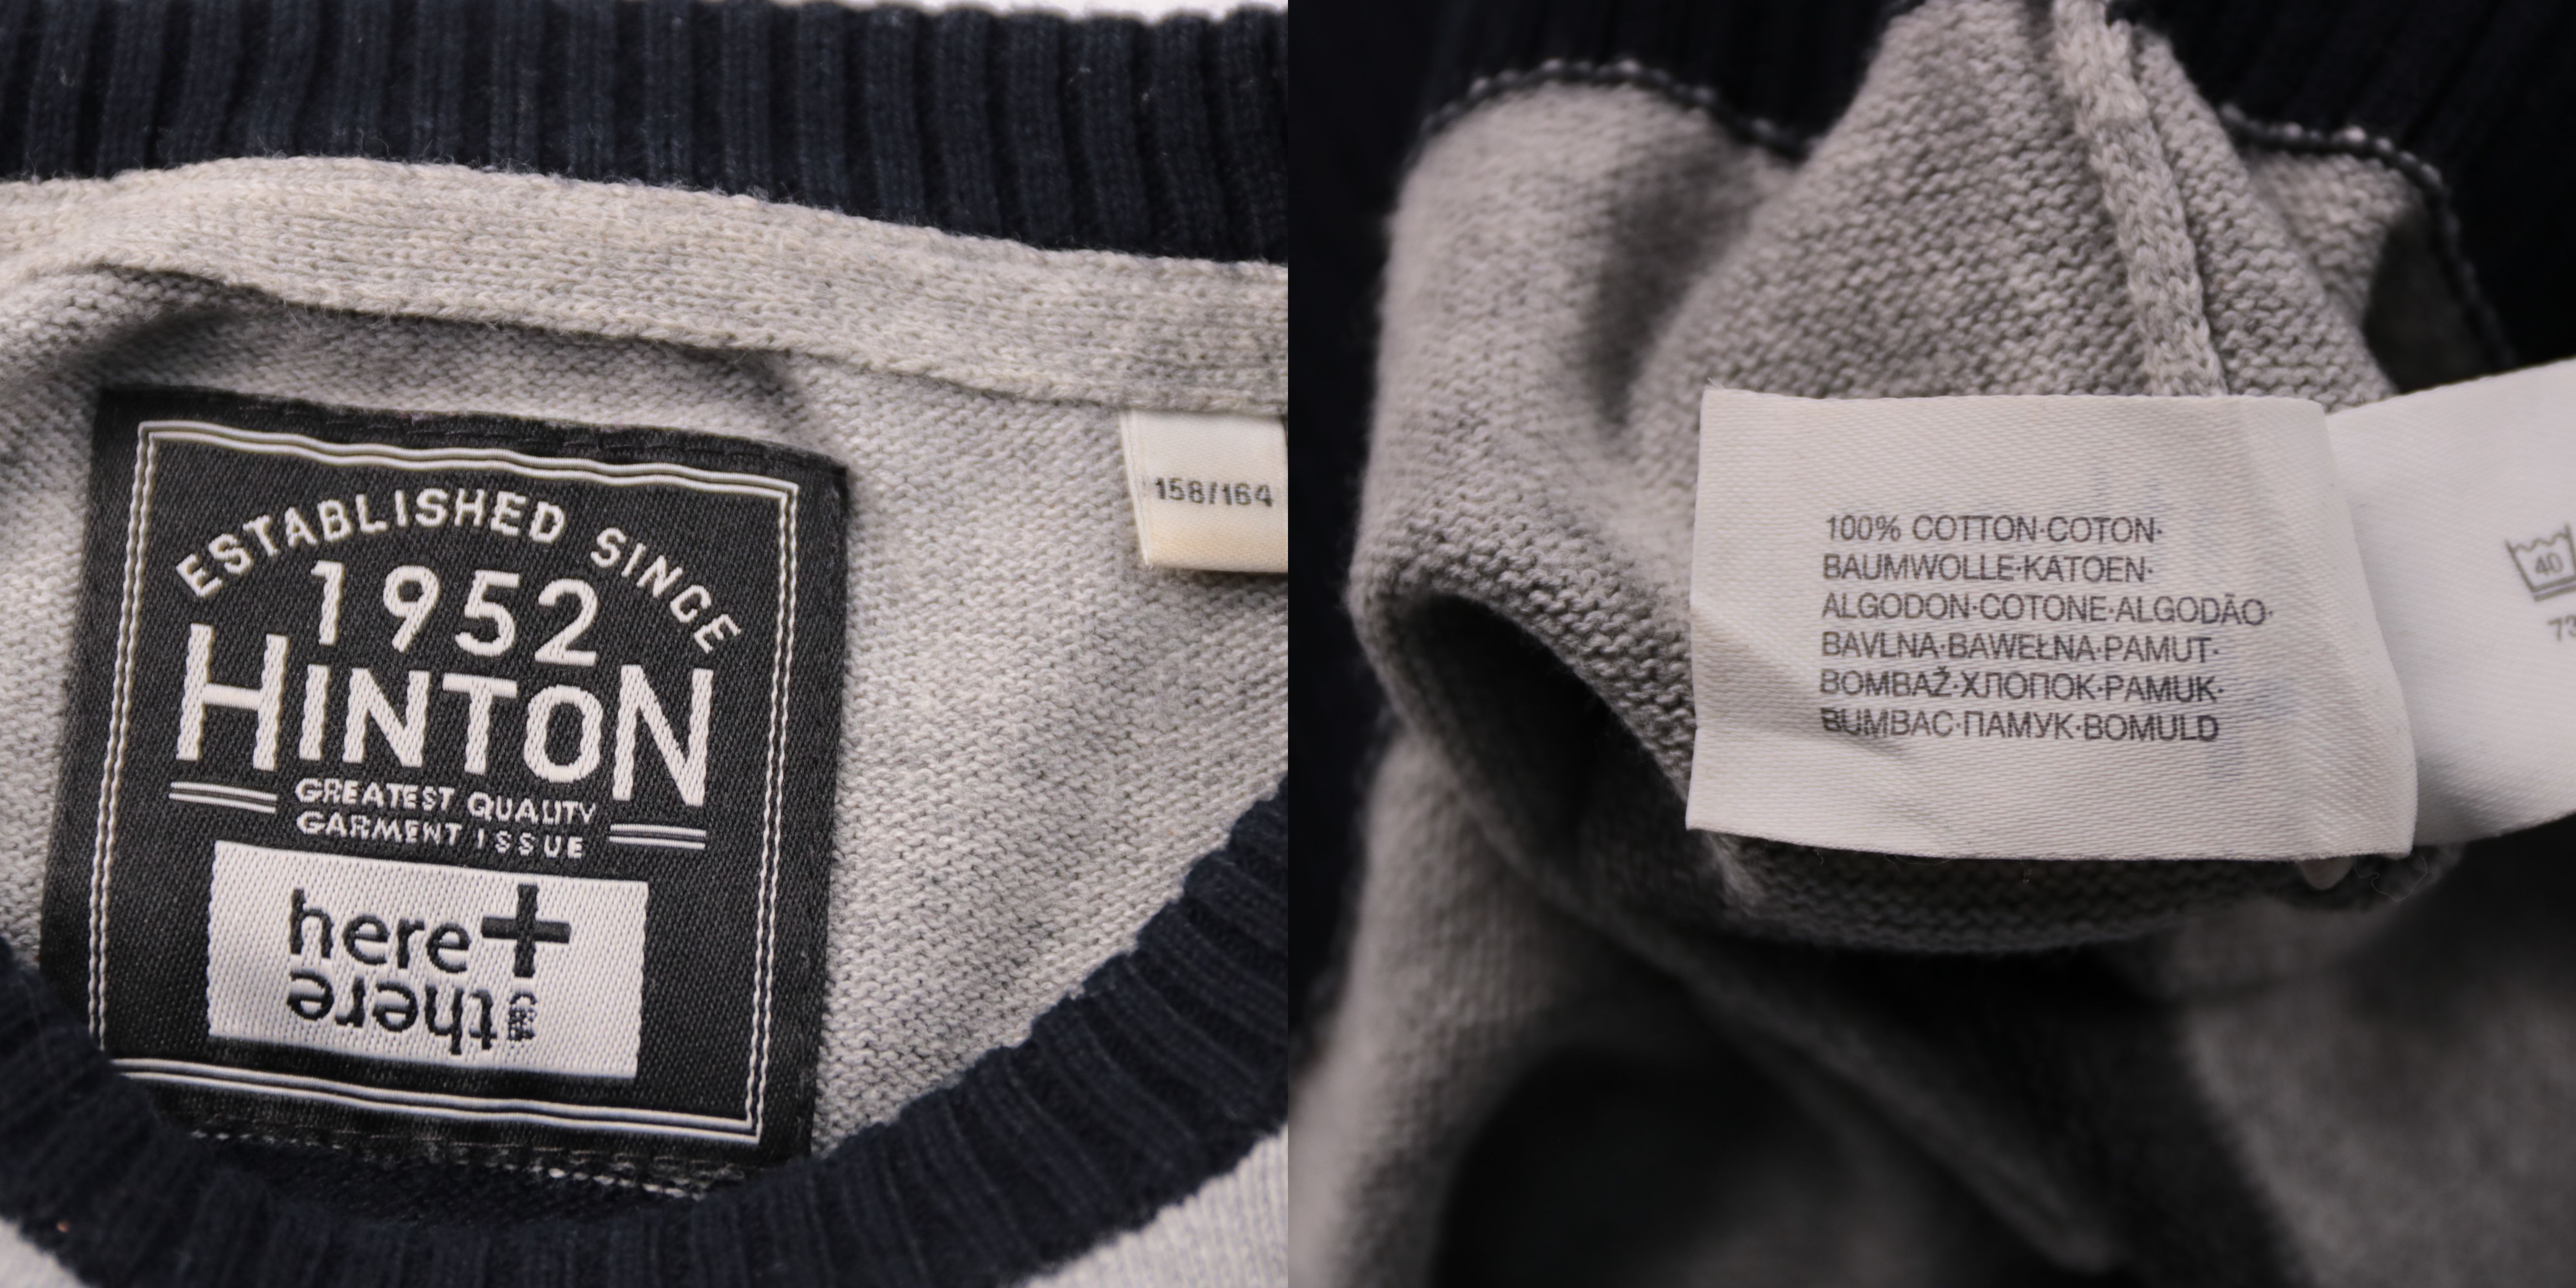 ESTABLISHED SINCE
1952
HINTON
GREATEST QUALITY
GARMENT ISSUE
here+
there
158/164
100% COTTON·COTON·
BAUMWOLLE·KATOEN·
ALGODON·COTONE·ALGODÃO·
BAVLNA·BAWEŁNA·PAMUT·
BOMBAŽ·ХЛОПОК·PAMUK·
BUMBAC·ПАМУК·BOMULD
40
73